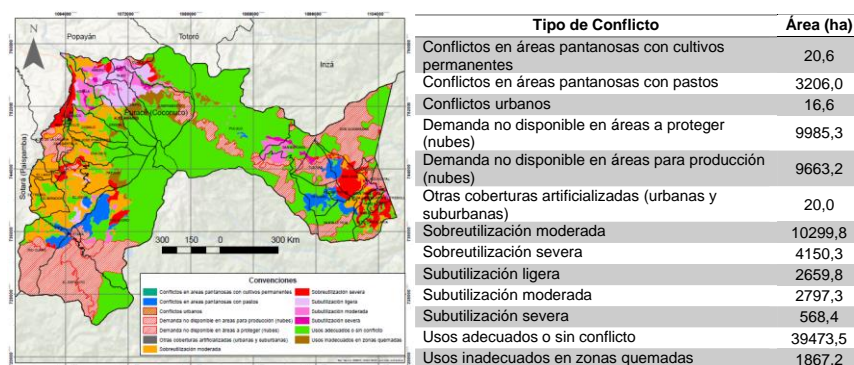 Popayán
Totoró
Inzá
Puracé (Coconuco)
Sotará (Paispamba)
N
300 150 0 300 Km
Convenciones
Conflictos en áreas pantanosas con cultivos permanentes
Conflictos en áreas pantanosas con pastos
Conflictos urbanos
Demanda no disponible en áreas para producción (nubes)
Demanda no disponible en áreas a proteger (nubes)
Otras coberturas artificializadas (urbanas y suburbanas)
Sobreutilización moderada
Sobreutilización severa
Subutilización ligera
Subutilización moderada
Subutilización severa
Usos adecuados o sin conflicto
Usos inadecuados en zonas quemadas
Tipo de Conflicto Área (ha)
Conflictos en áreas pantanosas con cultivos
permanentes 20,6
Conflictos en áreas pantanosas con pastos 3206,0
Conflictos urbanos 16,6
Demanda no disponible en áreas a proteger
(nubes) 9985,3
Demanda no disponible en áreas para producción
(nubes) 9663,2
Otras coberturas artificializadas (urbanas y
suburbanas) 20,0
Sobreutilización moderada 10299,8
Sobreutilización severa 4150,3
Subutilización ligera 2659,8
Subutilización moderada 2797,3
Subutilización severa 568,4
Usos adecuados o sin conflicto 39473,5
Usos inadecuados en zonas quemadas 1867,2